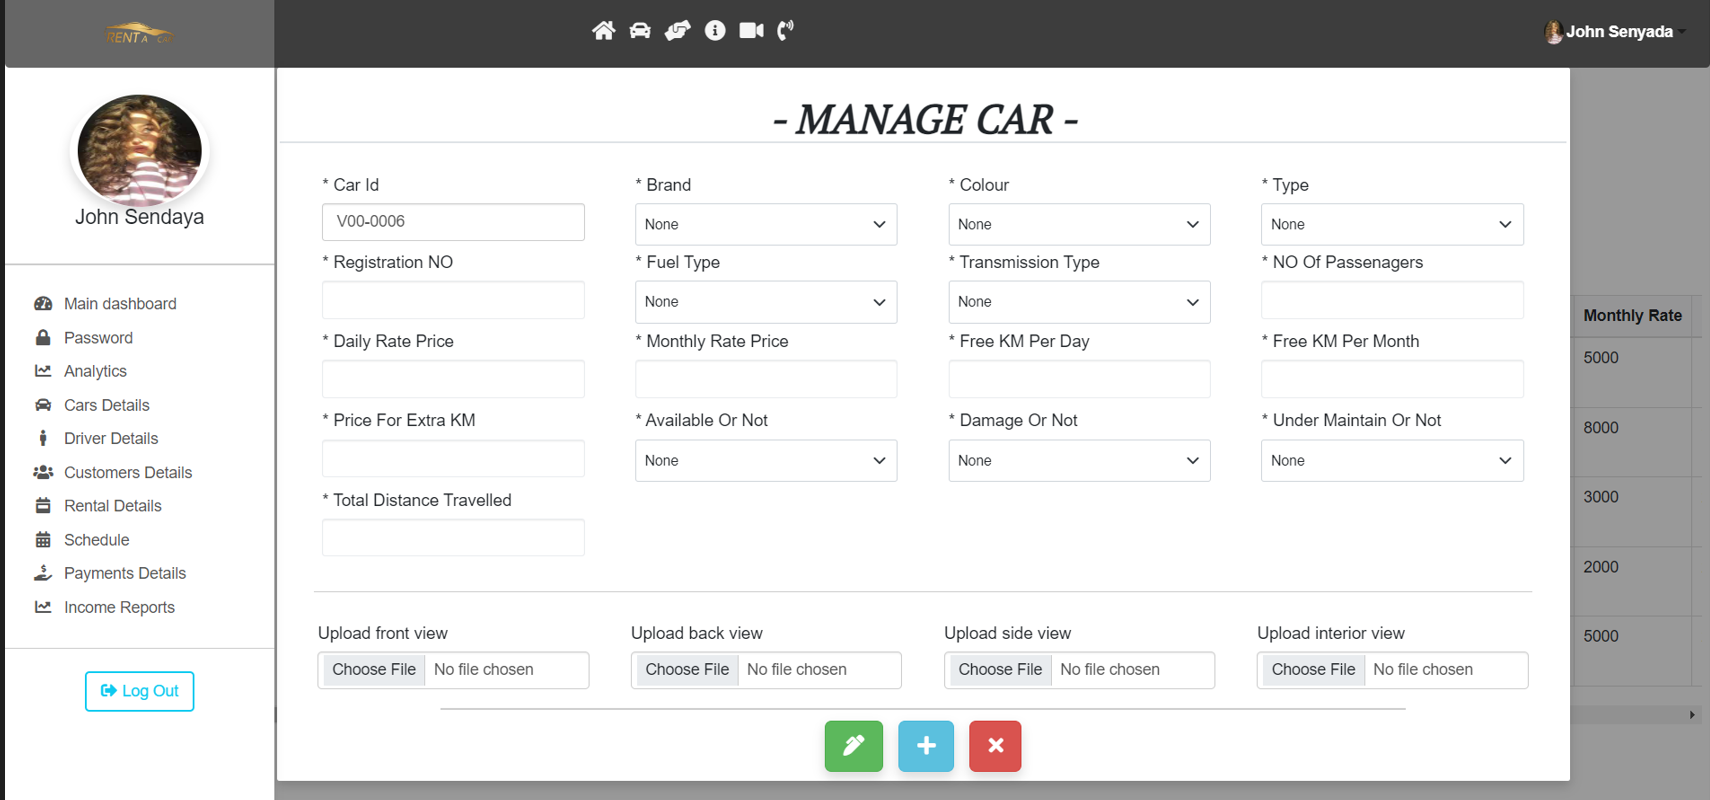 RENT A CAR
John Senyada
- MANAGE CAR -
John Sendaya
Main dashboard
Password
Analytics
Cars Details
Driver Details
Customers Details
Rental Details
Schedule
Payments Details
Income Reports
Log Out
* Car Id
* Brand
* Colour
* Type
V00-0006
None
None
None
* Registration NO
* Fuel Type
* Transmission Type
* NO Of Passenagers
None
None
* Daily Rate Price
* Monthly Rate Price
* Free KM Per Day
* Free KM Per Month
* Price For Extra KM
* Available Or Not
* Damage Or Not
* Under Maintain Or Not
None
None
None
* Total Distance Travelled
Upload front view
Upload back view
Upload side view
Upload interior view
Choose File No file chosen
Choose File No file chosen
Choose File No file chosen
Choose File No file chosen
Monthly Rate
5000
8000
3000
2000
5000